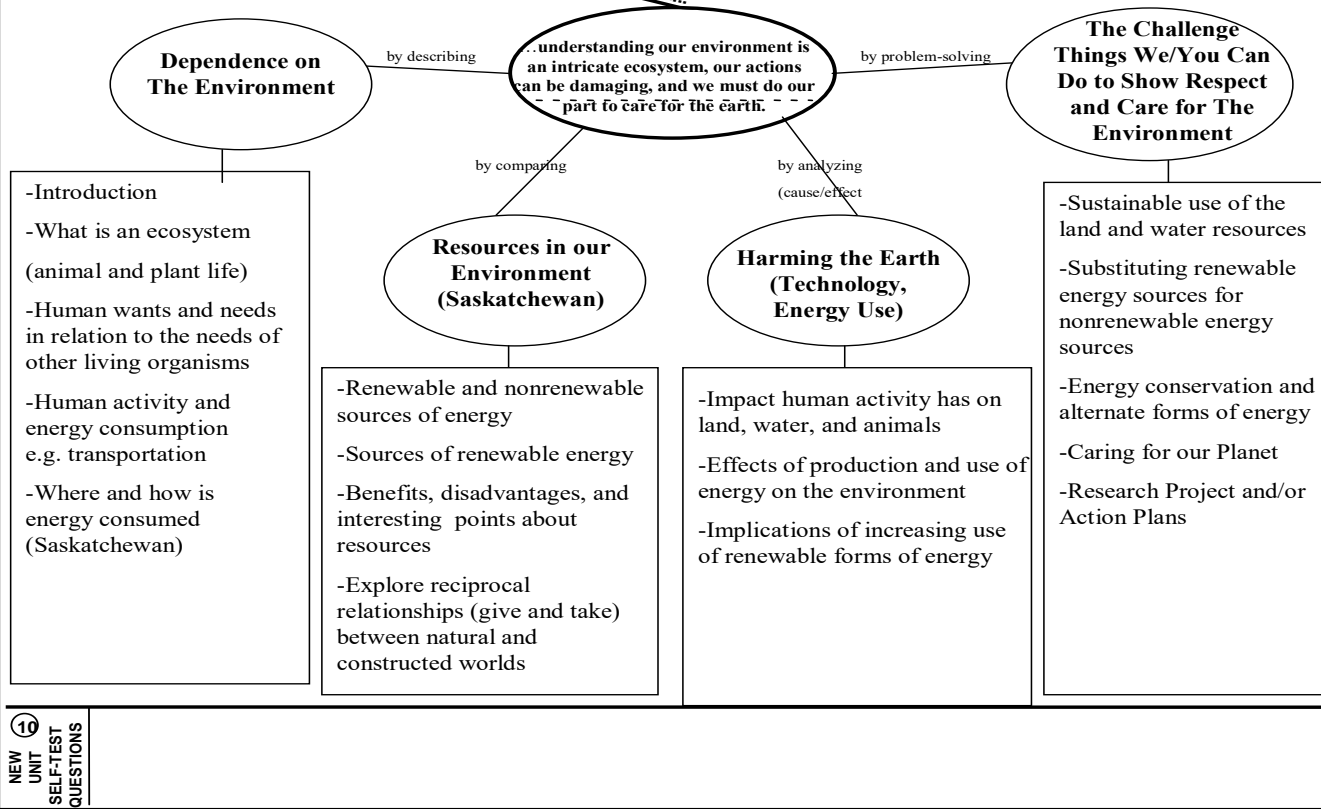 ...
by describing
...understanding our environment is
an intricate ecosystem, our actions
can be damaging, and we must do our
part to care for the earth.
by problem-solving
Dependence on
The Environment
The Challenge
Things We/You Can
Do to Show Respect
and Care for The
Environment
by comparing
by analyzing
(cause/effect
-Introduction
-What is an ecosystem
(animal and plant life)
-Human wants and needs
in relation to the needs of
other living organisms
-Human activity and
energy consumption
e.g. transportation
-Where and how is
energy consumed
(Saskatchewan)
Resources in our
Environment
(Saskatchewan)
-Renewable and nonrenewable
sources of energy
-Sources of renewable energy
-Benefits, disadvantages, and
interesting points about
resources
-Explore reciprocal
relationships (give and take)
between natural and
constructed worlds
Harming the Earth
(Technology,
Energy Use)
-Impact human activity has on
land, water, and animals
-Effects of production and use of
energy on the environment
-Implications of increasing use
of renewable forms of energy
-Sustainable use of the
land and water resources
-Substituting renewable
energy sources for
nonrenewable energy
sources
-Energy conservation and
alternate forms of energy
-Caring for our Planet
-Research Project and/or
Action Plans
10
NEW
UNIT
SELF-TEST
QUESTIONS